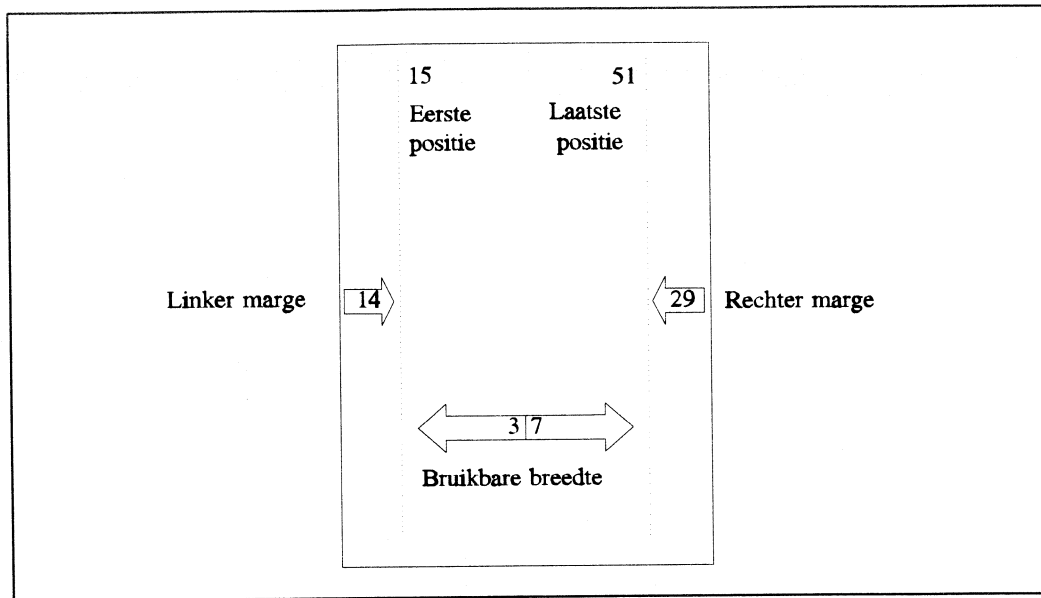 15 51
Eerste Laatste
positie positie
Linker marge 14 29 Rechter marge
3 7
Bruikbare breedte